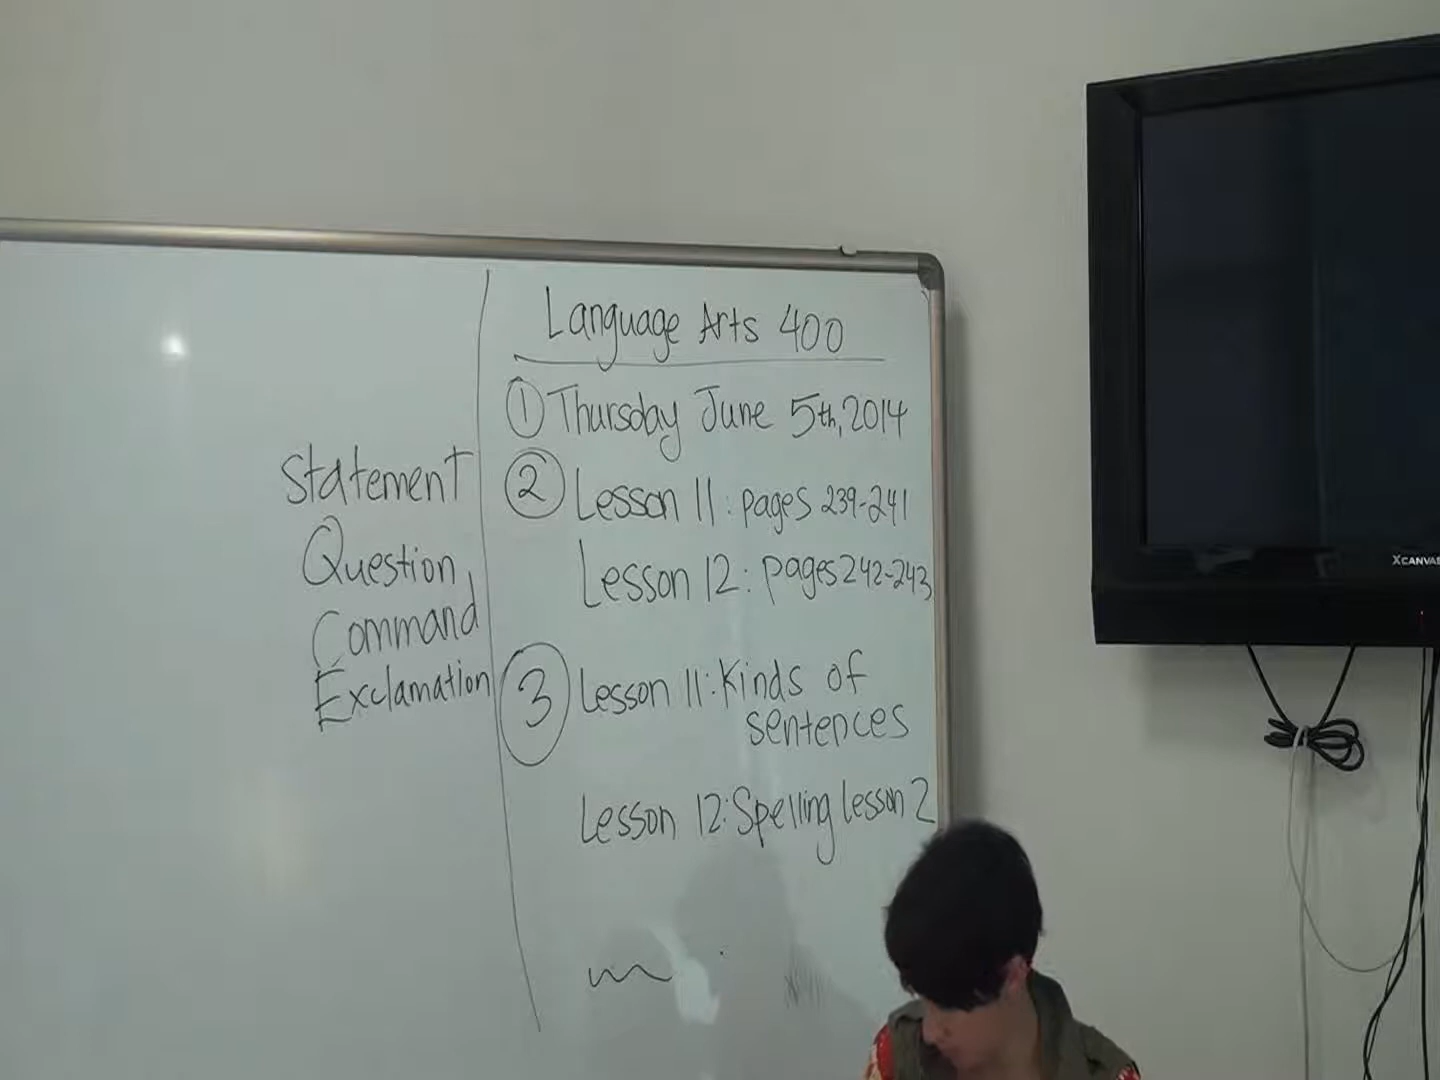 Language Arts 400
① Thursday June 5th, 2014
② Lesson 11: pages 239-241
Lesson 12: pages 242-243
③ Lesson 11: Kinds of
sentences
Lesson 12: Spelling lesson 2
Statement
Question
Command
Exclamation